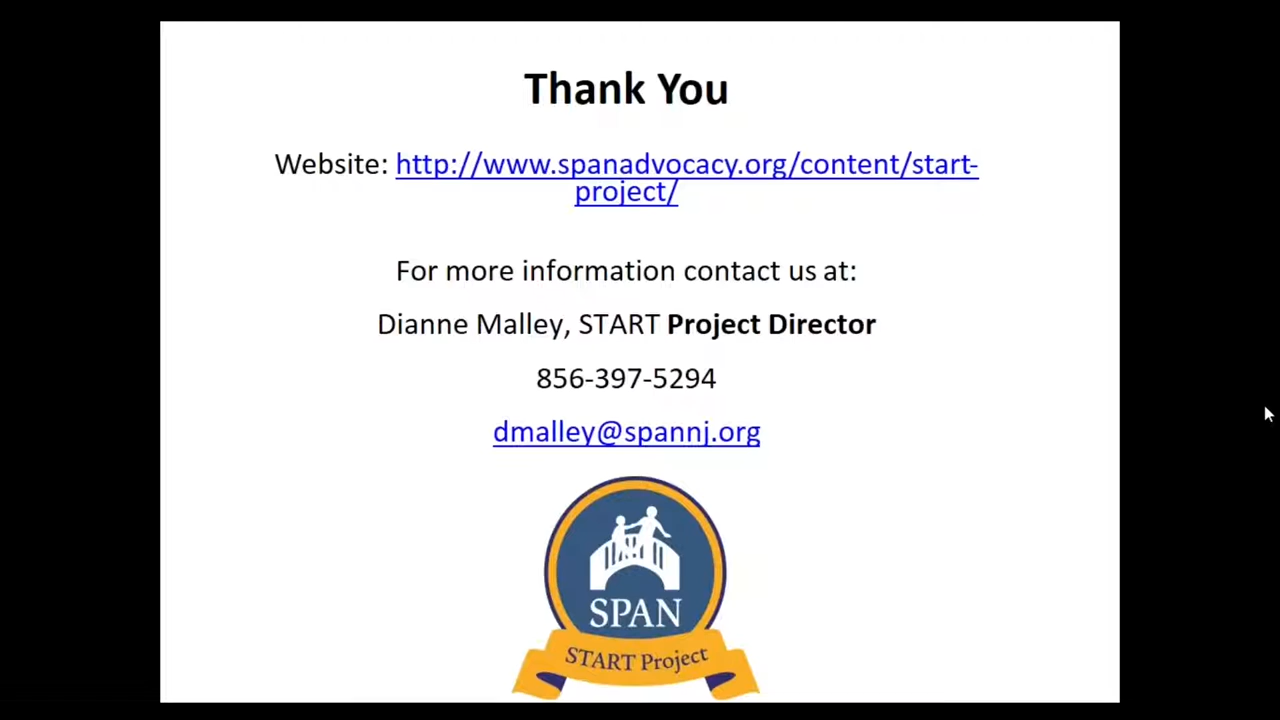 Thank You
Website: http://www.spanadvocacy.org/content/start-
project/
For more information contact us at:
Dianne Malley, START Project Director
856-397-5294
dmalley@spannj.org
SPAN
START Project